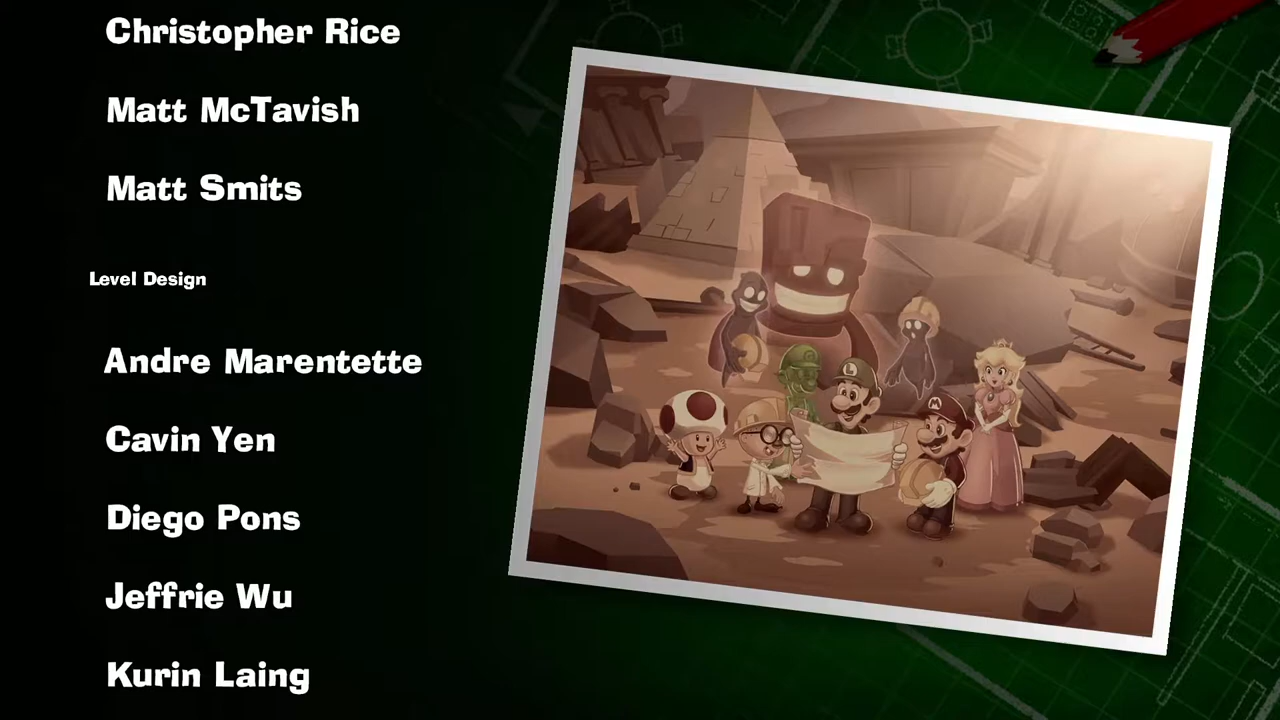 Christopher Rice
Matt McTavish
Matt Smits
Level Design
Andre Marentette
Cavin Yen
Diego Pons
Jeffrie Wu
Kurin Laing
L
M